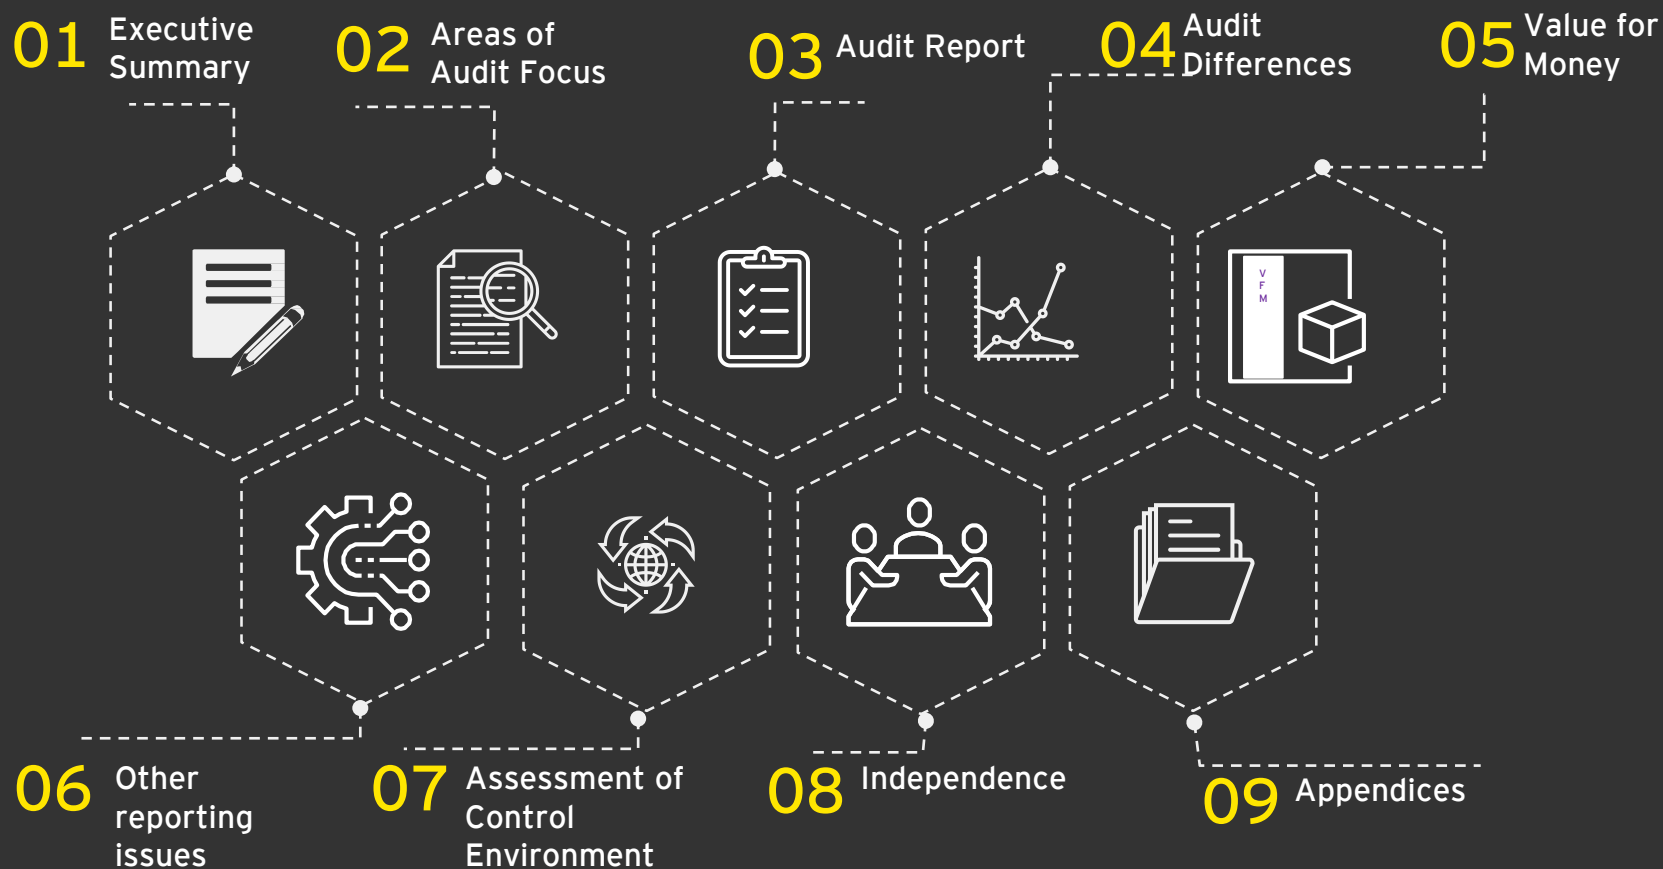 01 Executive
Summary
02 Areas of
Audit Focus
03 Audit Report
04 Audit
Differences
05 Value for
Money
V
F
M
06 Other
reporting
issues
07 Assessment of
Control
Environment
08 Independence
09 Appendices